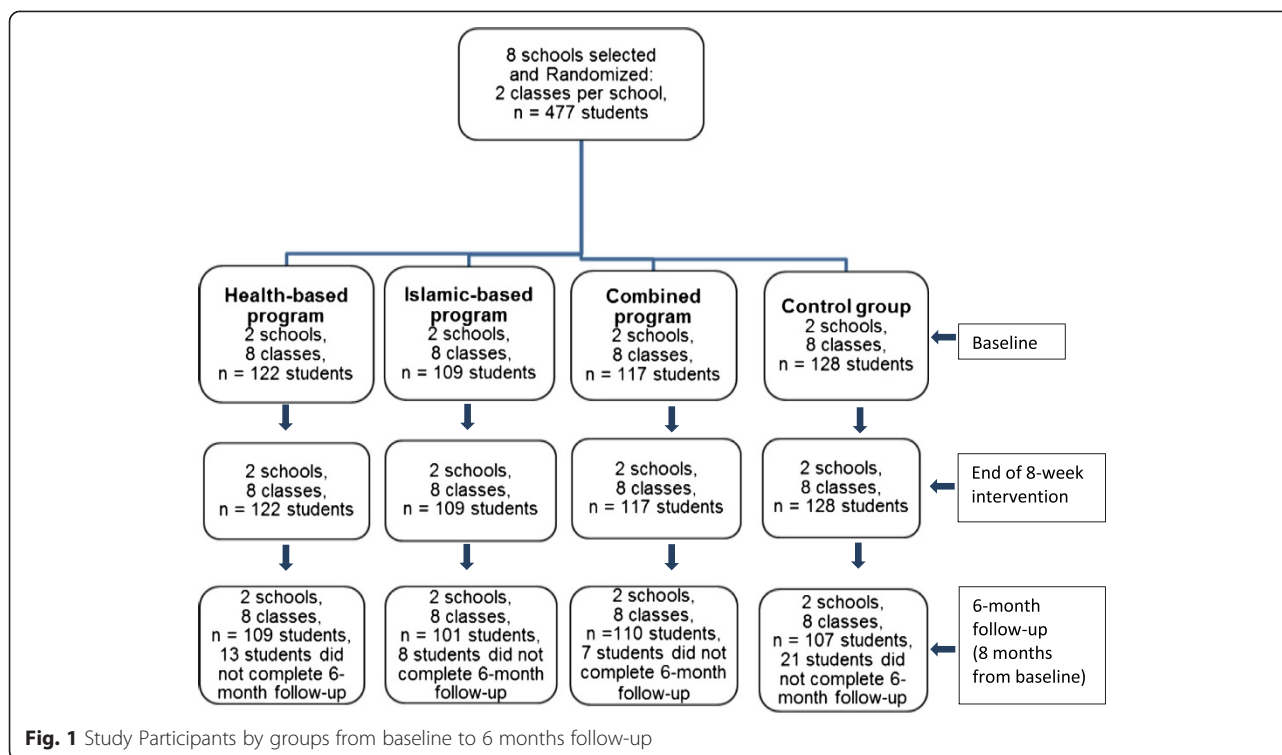 8 schools selected
and Randomized:
2 classes per school,
n = 477 students
Health-based
program
2 schools,
8 classes,
n = 122 students
Islamic-based
program
2 schools,
8 classes,
n = 109 students
Combined
program
2 schools,
8 classes,
n = 117 students
Control group
2 schools,
8 classes,
n = 128 students
Baseline
2 schools,
8 classes,
n = 122 students
2 schools,
8 classes,
n = 109 students
2 schools,
8 classes,
n = 117 students
2 schools,
8 classes,
n = 128 students
End of 8-week
intervention
2 schools,
8 classes,
n = 109 students,
13 students did
not complete 6-
month follow-up
2 schools,
8 classes,
n = 101 students,
8 students did not
complete 6-month
follow-up
2 schools,
8 classes,
n =110 students,
7 students did not
complete 6-month
follow-up
2 schools,
8 classes,
n = 107 students,
21 students did
not complete 6-
month follow-up
6-month
follow-up
(8 months
from baseline)
Fig. 1 Study Participants by groups from baseline to 6 months follow-up